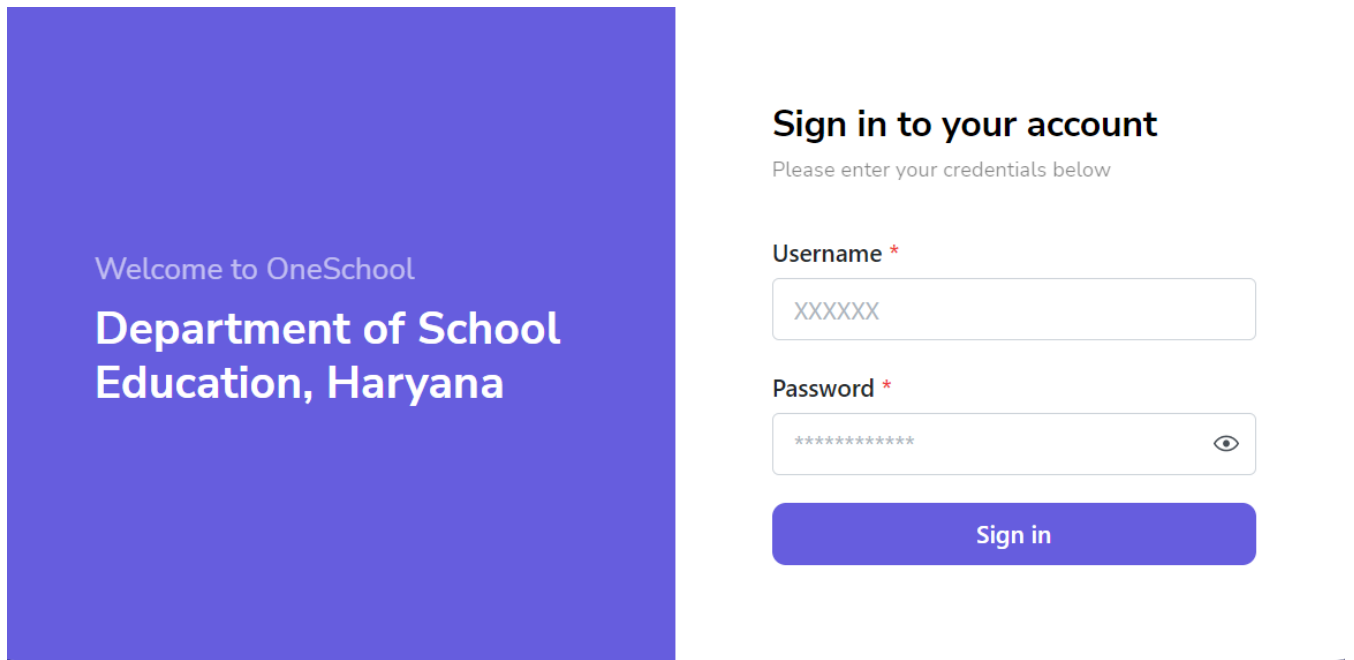 Welcome to OneSchool
Department of School
Education, Haryana
Sign in to your account
Please enter your credentials below
Username *
XXXXXX
Password *
************
Sign in